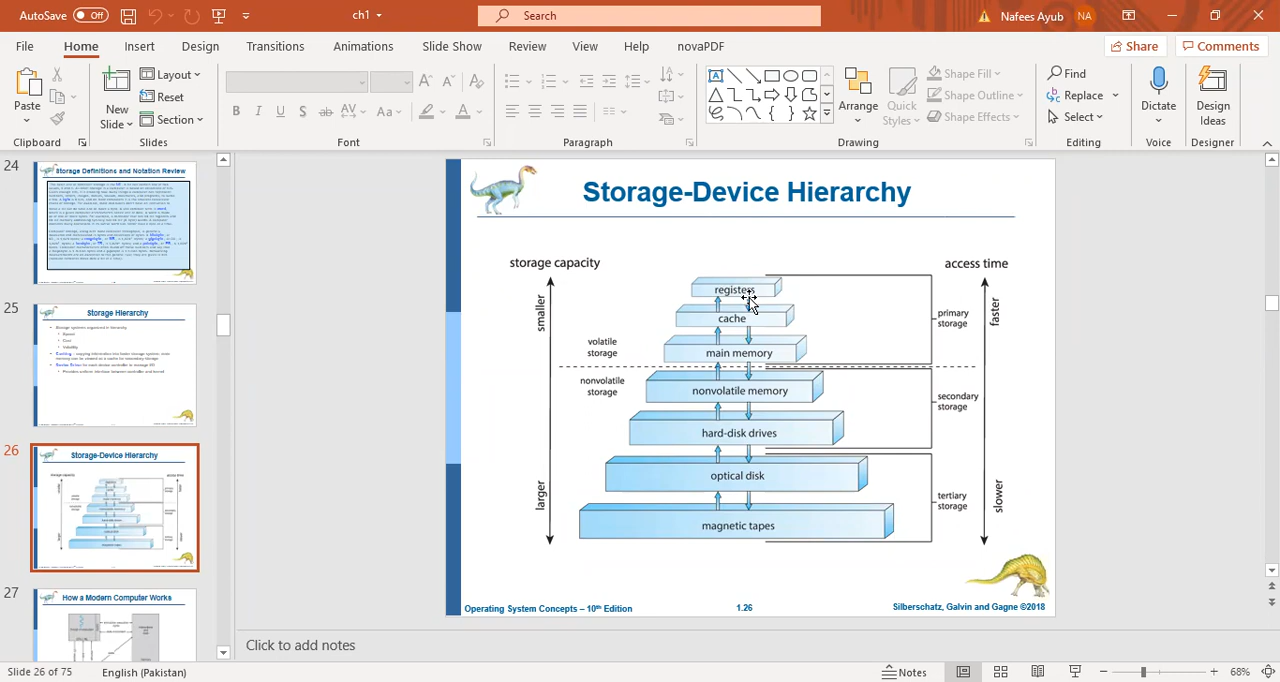 AutoSave Off
ch1
Search
Nafees Ayub
NA
File
Home
Insert
Design
Transitions
Animations
Slide Show
Review
View
Help
novaPDF
Share
Comments
Paste
New
Slide
Layout
Reset
Section
Shape Fill
Shape Outline
Shape Effects
Arrange
Quick
Styles
Find
Replace
Select
Dictate
Design
Ideas
Clipboard
Slides
Font
Paragraph
Drawing
Editing
Voice
Designer
24
Storage Definitions and Notation Review
25
Storage Hierarchy
26
Storage-Device Hierarchy
27
How a Modern Computer Works
Storage-Device Hierarchy
storage capacity
access time
smaller
larger
faster
slower
registers
cache
main memory
nonvolatile memory
hard-disk drives
optical disk
magnetic tapes
volatile
storage
nonvolatile
storage
primary
storage
secondary
storage
tertiary
storage
Operating System Concepts – 10th Edition
1.26
Silberschatz, Galvin and Gagne ©2018
Click to add notes
Slide 26 of 75
English (Pakistan)
Notes
68%